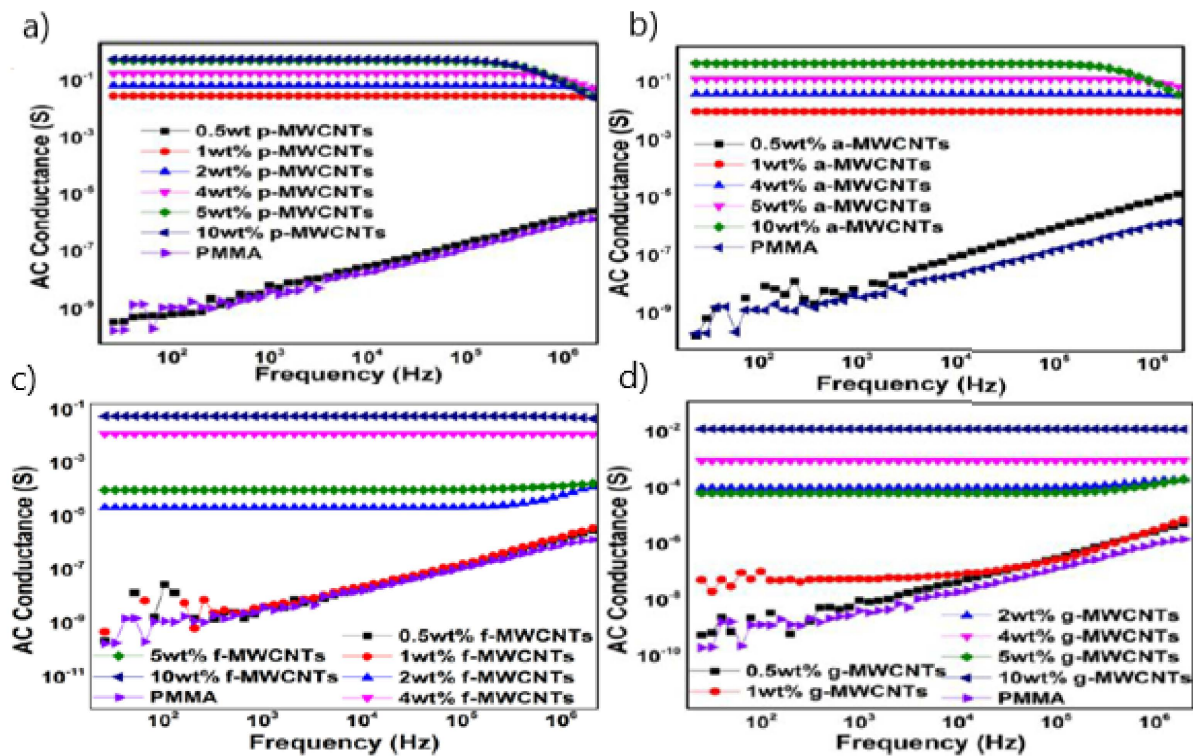 a)
AC Conductance (S)
10^-1
10^-3
10^-5
10^-7
10^-9
0.5wt p-MWCNTs
1wt% p-MWCNTs
2wt% p-MWCNTs
4wt% p-MWCNTs
5wt% p-MWCNTs
10wt% p-MWCNTs
PMMA
10^2 10^3 10^4 10^5 10^6
Frequency (Hz)
b)
AC Conductance (S)
10^-1
10^-3
10^-5
10^-7
10^-9
0.5wt% a-MWCNTs
1wt% a-MWCNTs
4wt% a-MWCNTs
5wt% a-MWCNTs
10wt% a-MWCNTs
PMMA
10^2 10^3 10^4 10^5 10^6
Frequency (Hz)
c)
AC Conductance (S)
10^-1
10^-3
10^-5
10^-7
10^-9
10^-11
0.5wt% f-MWCNTs
5wt% f-MWCNTs 1wt% f-MWCNTs
10wt% f-MWCNTs 2wt% f-MWCNTs
PMMA 4wt% f-MWCNTs
10^2 10^3 10^4 10^5 10^6
Frequency (Hz)
d)
AC Conductance (S)
10^-2
10^-4
10^-6
10^-8
10^-10
2wt% g-MWCNTs
4wt% g-MWCNTs
5wt% g-MWCNTs
0.5wt% g-MWCNTs 10wt% g-MWCNTs
1wt% g-MWCNTs PMMA
10^2 10^3 10^4 10^5 10^6
Frequency (Hz)